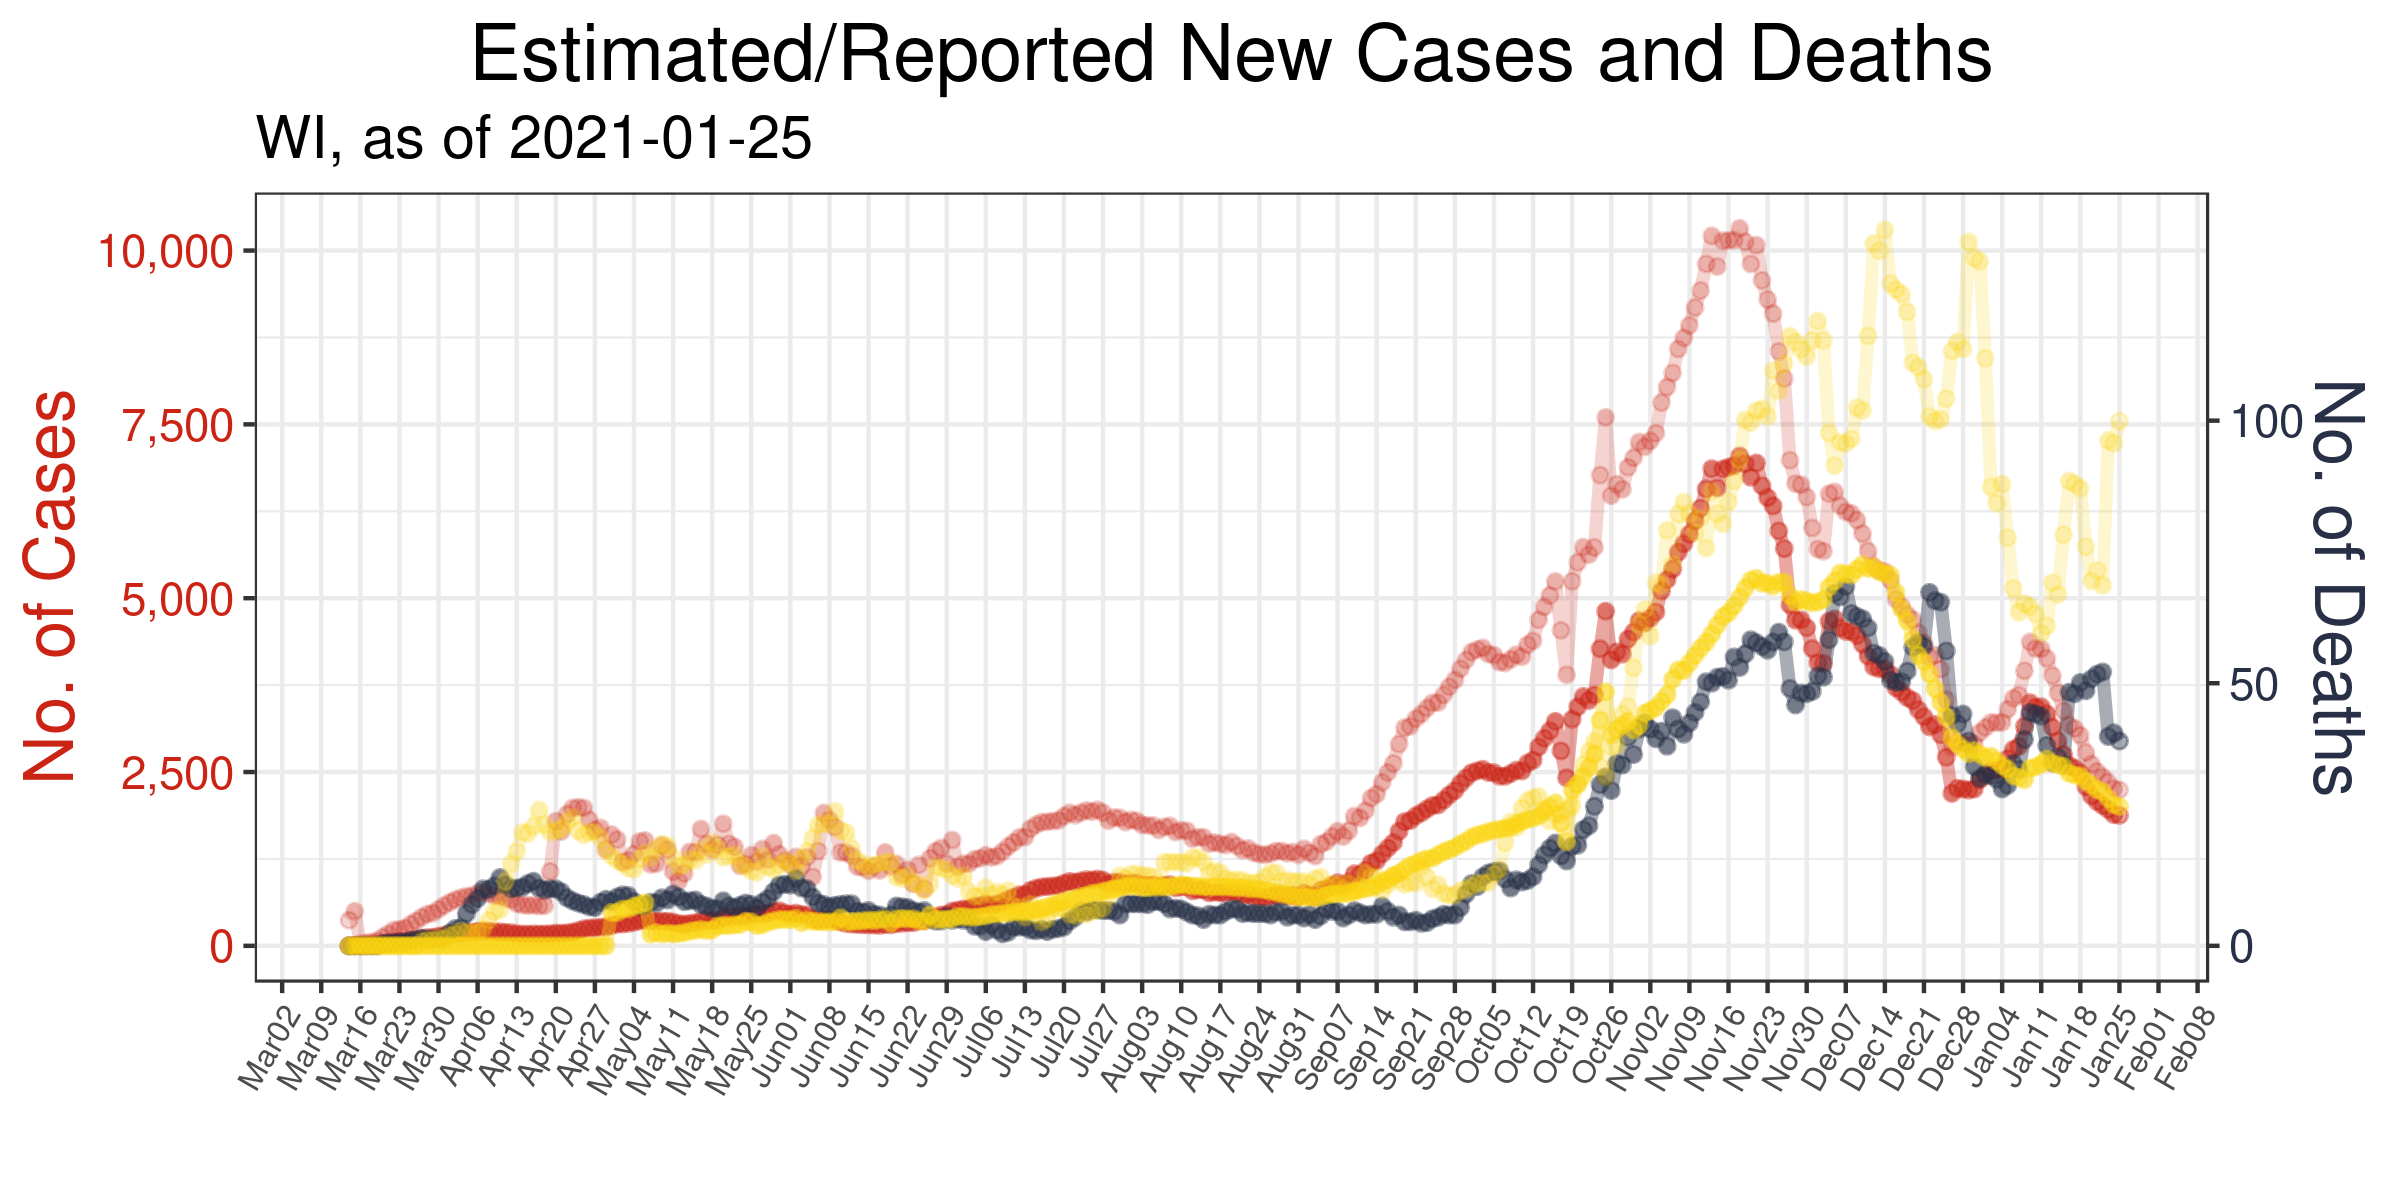 Estimated/Reported New Cases and Deaths
WI, as of 2021-01-25
No. of Cases
10,000
7,500
5,000
2,500
0
No. of Deaths
100
50
0
Mar02
Mar09
Mar16
Mar23
Mar30
Apr06
Apr13
Apr20
Apr27
May04
May11
May18
May25
Jun01
Jun08
Jun15
Jun22
Jun29
Jul06
Jul13
Jul20
Jul27
Aug03
Aug10
Aug17
Aug24
Aug31
Sep07
Sep14
Sep21
Sep28
Oct05
Oct12
Oct19
Oct26
Nov02
Nov09
Nov16
Nov23
Nov30
Dec07
Dec14
Dec21
Dec28
Jan04
Jan11
Jan18
Jan25
Feb01
Feb08